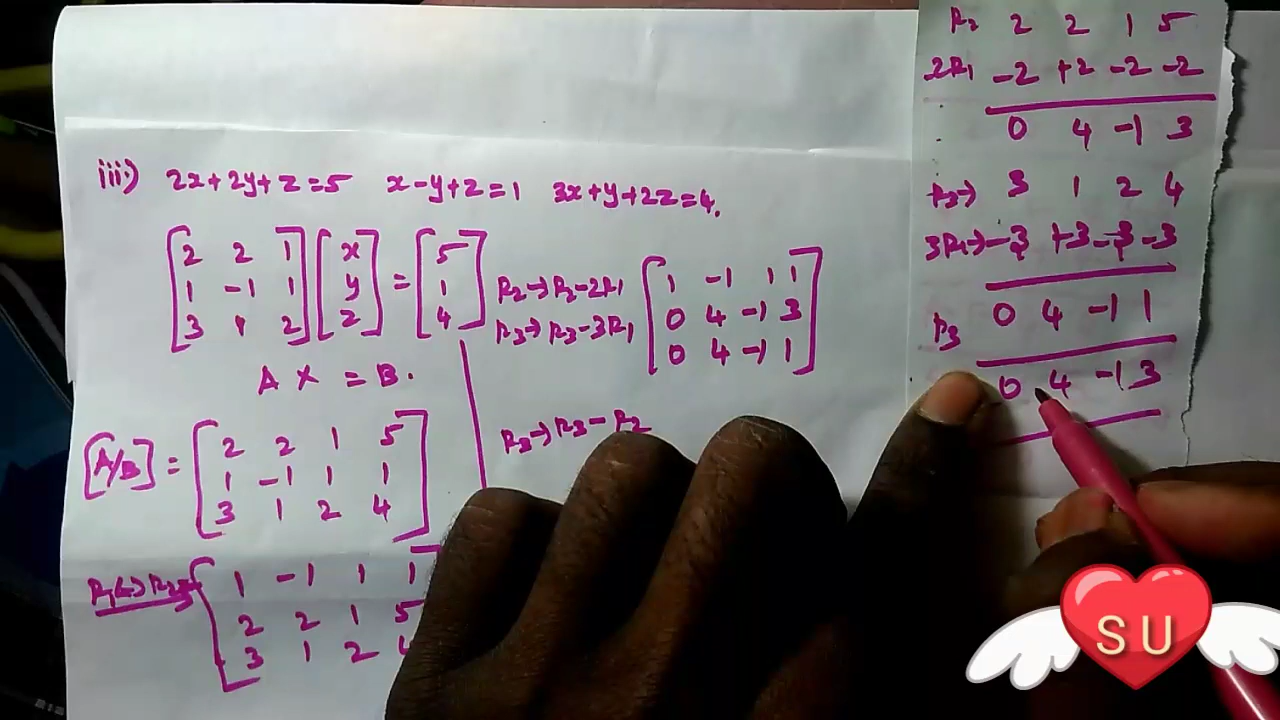 iii) 2x+2y+z=5 x-y+z=1 3x+y+2z=4.
[2 2 1] [x] = [5]
[1 -1 1] [y] [1]
[3 1 2] [z] [4]
A X = B.
[A/B] = [2 2 1 5]
[1 -1 1 1]
[3 1 2 4]
R1↔R2 [1 -1 1 1
2 2 1 5
3 1 2
R2→R2-2R1 [1 -1 1 1]
R3→R3-3R1 [0 4 -1 3]
[0 4 -1 1]
R3→R3-R2
R2 2 2 1 5
2R1 -2 +2 -2 -2
0 4 -1 3
R3→ 3 1 2 4
3R1→ -3 +3 -3 -3
R3 0 4 -1 1
0 4 -1 3
S U